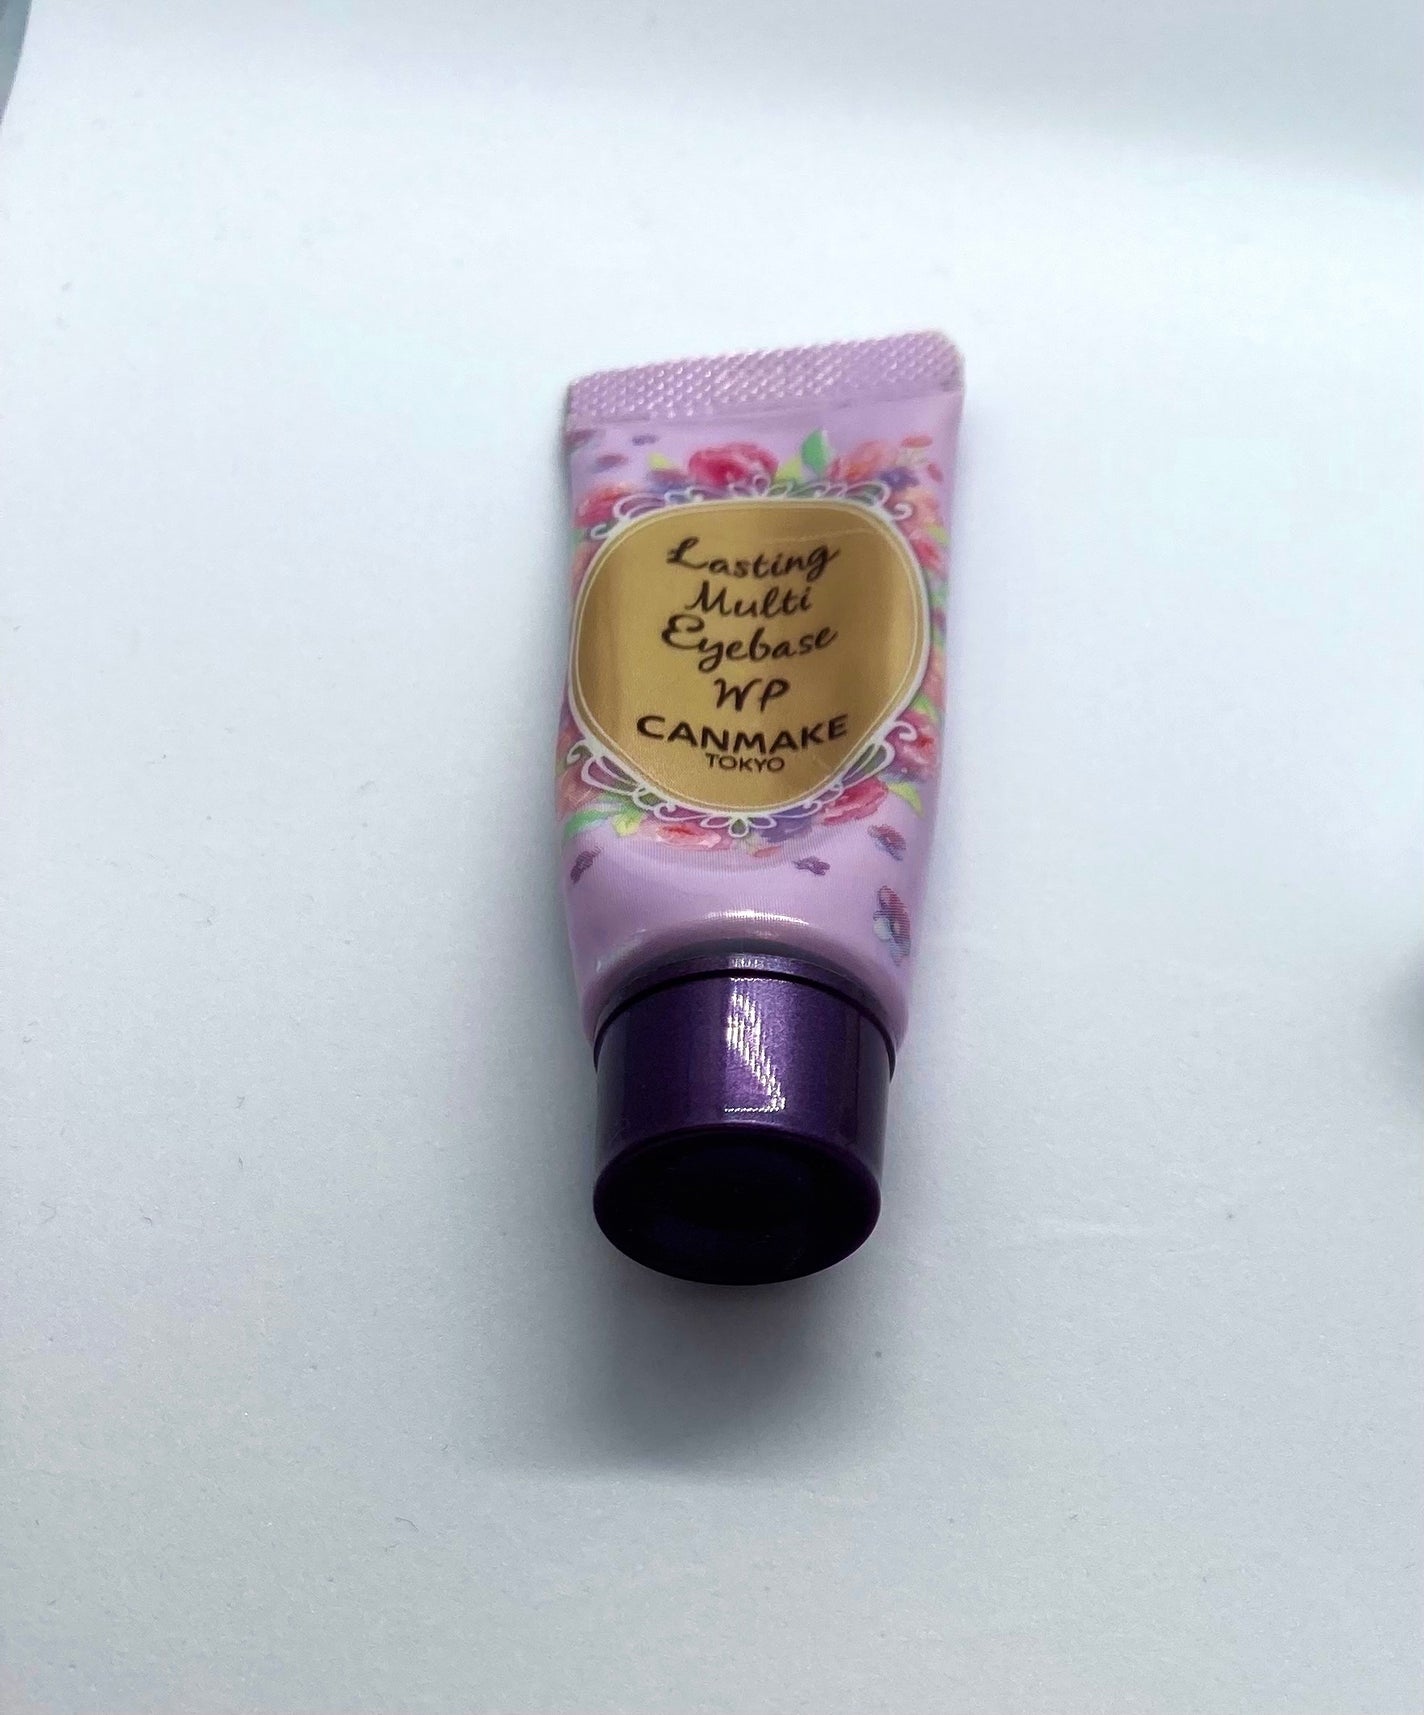 Lasting
Multi
Eyebase
WP
CANMAKE
TOKYO